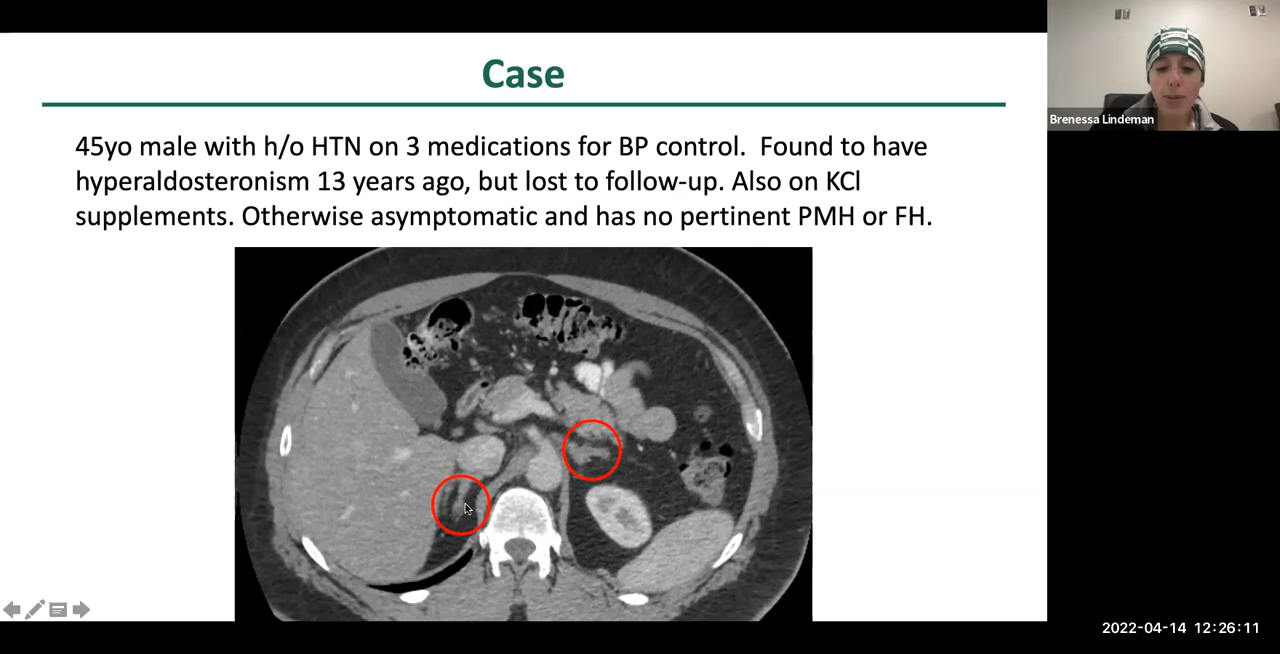 Case
45yo male with h/o HTN on 3 medications for BP control.  Found to have
hyperaldosteronism 13 years ago, but lost to follow-up. Also on KCl
supplements. Otherwise asymptomatic and has no pertinent PMH or FH.
Brenessa Lindeman
2022-04-14 12:26:11